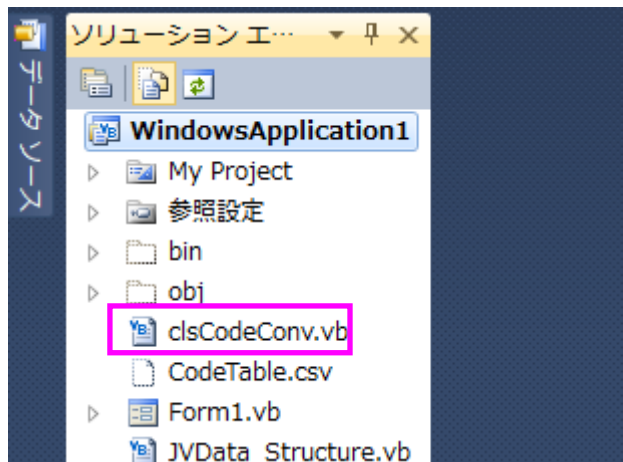 データ ソース
ソリューション エ…
WindowsApplication1
My Project
参照設定
bin
obj
clsCodeConv.vb
CodeTable.csv
Form1.vb
JVData_Structure.vb